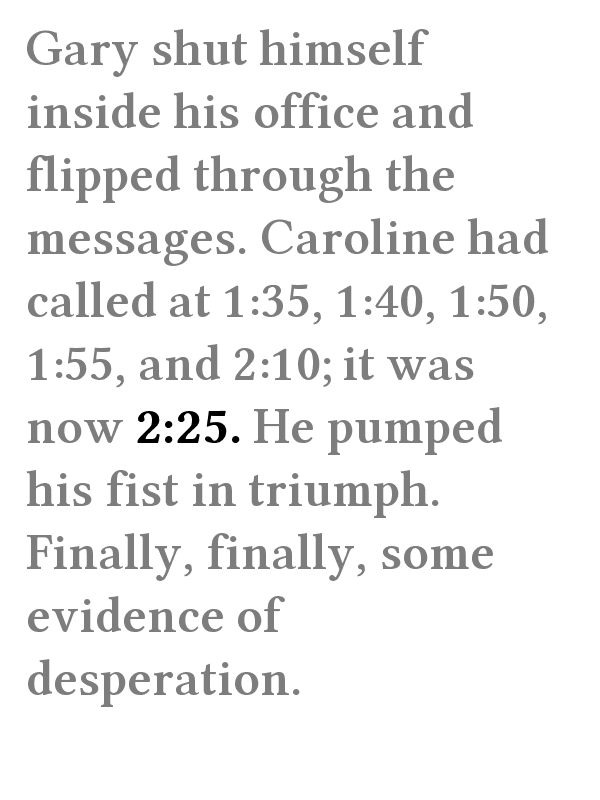 Gary shut himself
inside his office and
flipped through the
messages. Caroline had
called at 1:35, 1:40, 1:50,
1:55, and 2:10; it was
now 2:25. He pumped
his fist in triumph.
Finally, finally, some
evidence of
desperation.